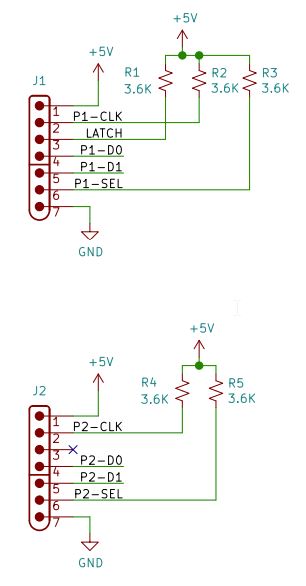 +5V
+5V
J1
R1
3.6K
R2
3.6K
R3
3.6K
1
P1-CLK
2
LATCH
3
P1-D0
4
P1-D1
5
P1-SEL
6
7
GND
+5V
+5V
J2
R4
3.6K
R5
3.6K
1
P2-CLK
2
3
P2-D0
4
P2-D1
5
P2-SEL
6
7
GND